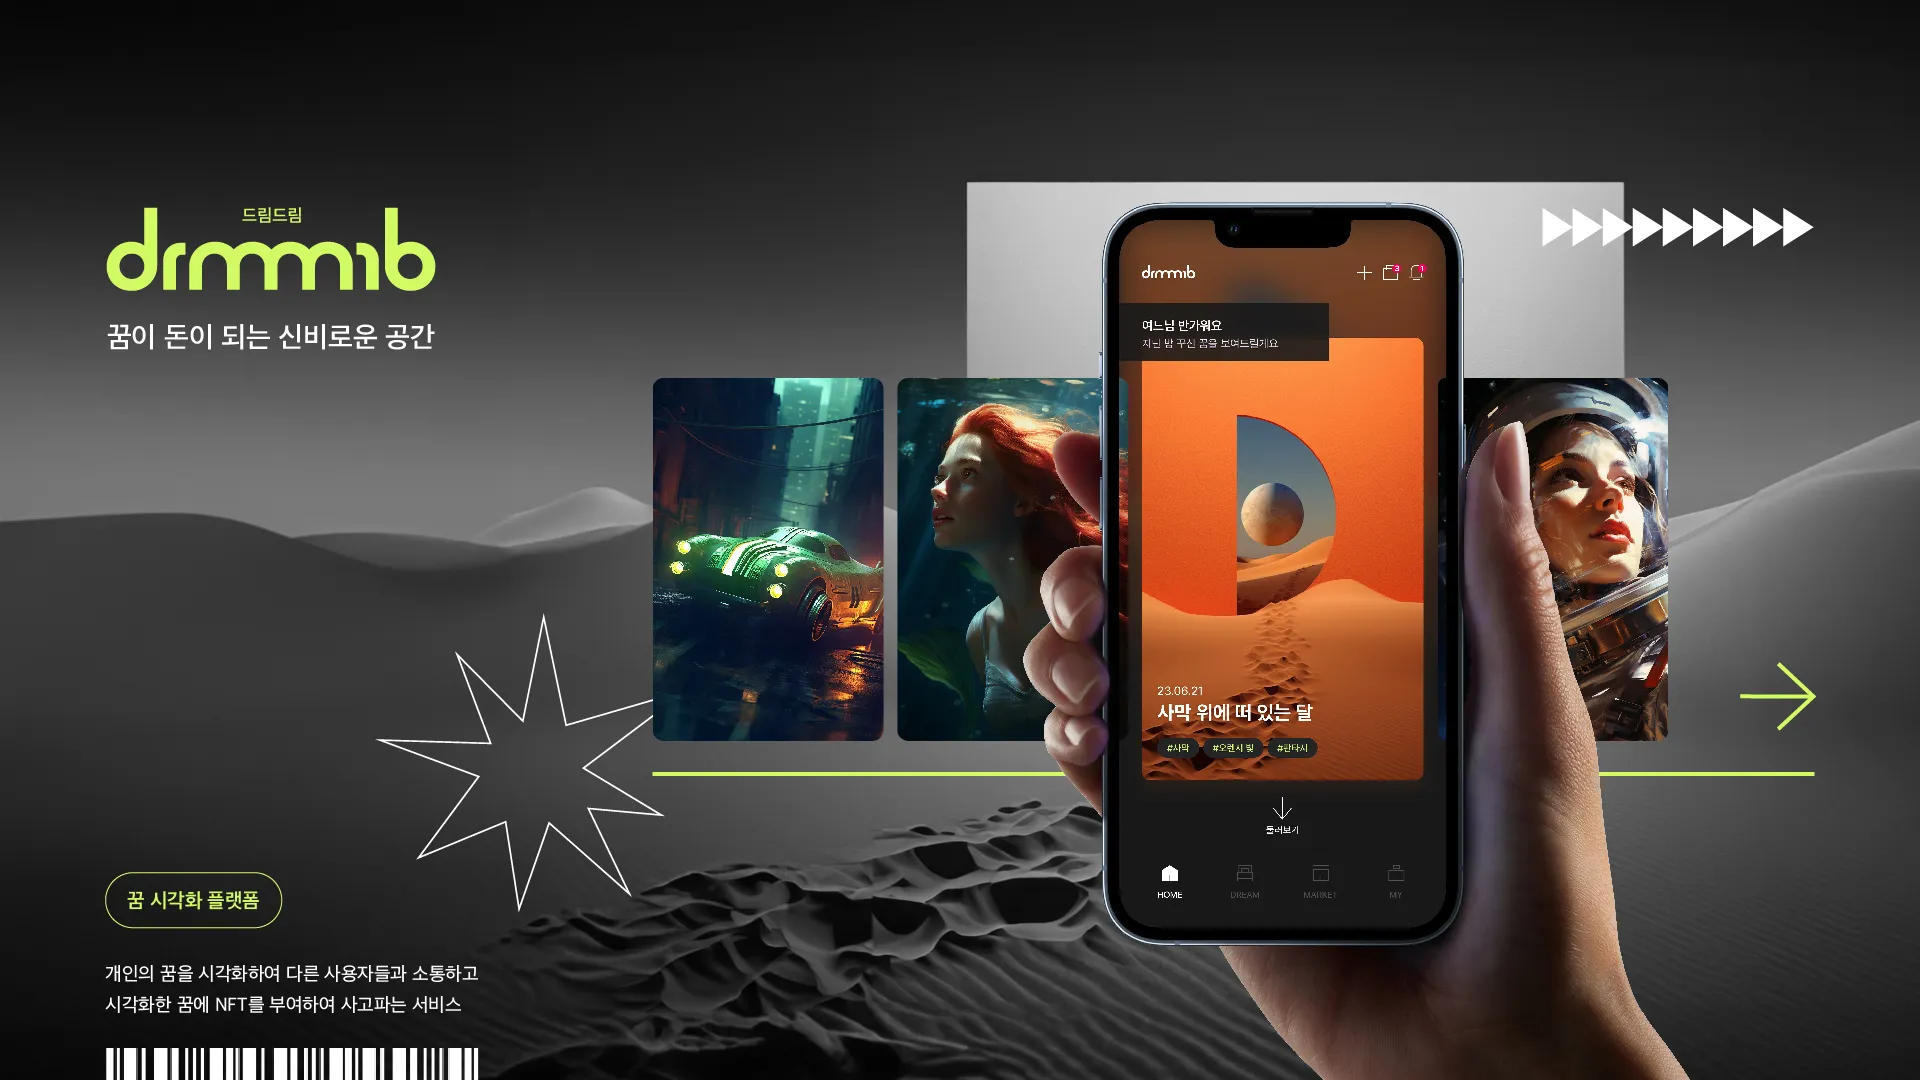 드림드림
drmmmıb
꿈이 돈이 되는 신비로운 공간
drmmmıb
3
1
여느님 반가워요
지난 밤 꾸신 꿈을 보여드릴게요
23.06.21
사막 위에 떠 있는 달
#사막 #오렌지 빛 #판타지
둘러보기
HOME DREAM MARKET MY
꿈 시각화 플랫폼
개인의 꿈을 시각화하여 다른 사용자들과 소통하고
시각화한 꿈에 NFT를 부여하여 사고파는 서비스